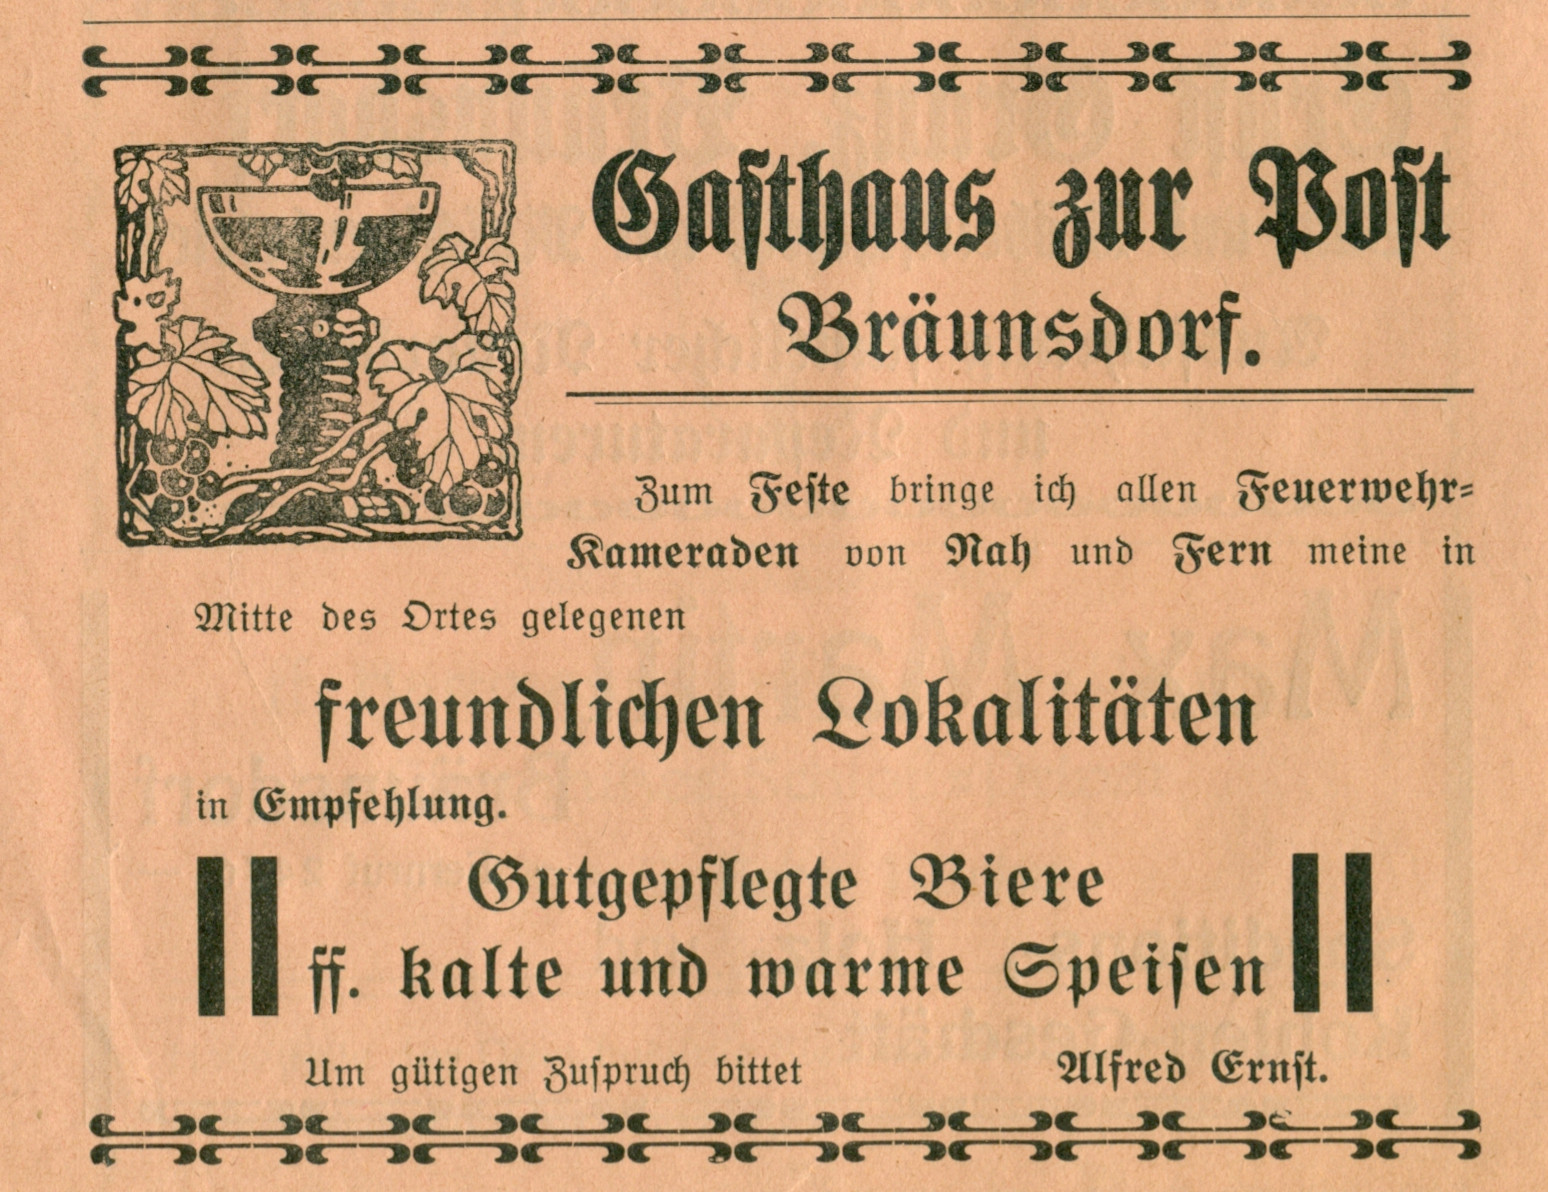 Gasthaus zur Post
Bräunsdorf.
Zum Feste bringe ich allen Feuerwehr-
Kameraden von Nah und Fern meine in
Mitte des Ortes gelegenen
freundlichen Lokalitäten
in Empfehlung.
Gutgepflegte Biere
ff. kalte und warme Speisen
Um gütigen Zuspruch bittet Alfred Ernst.